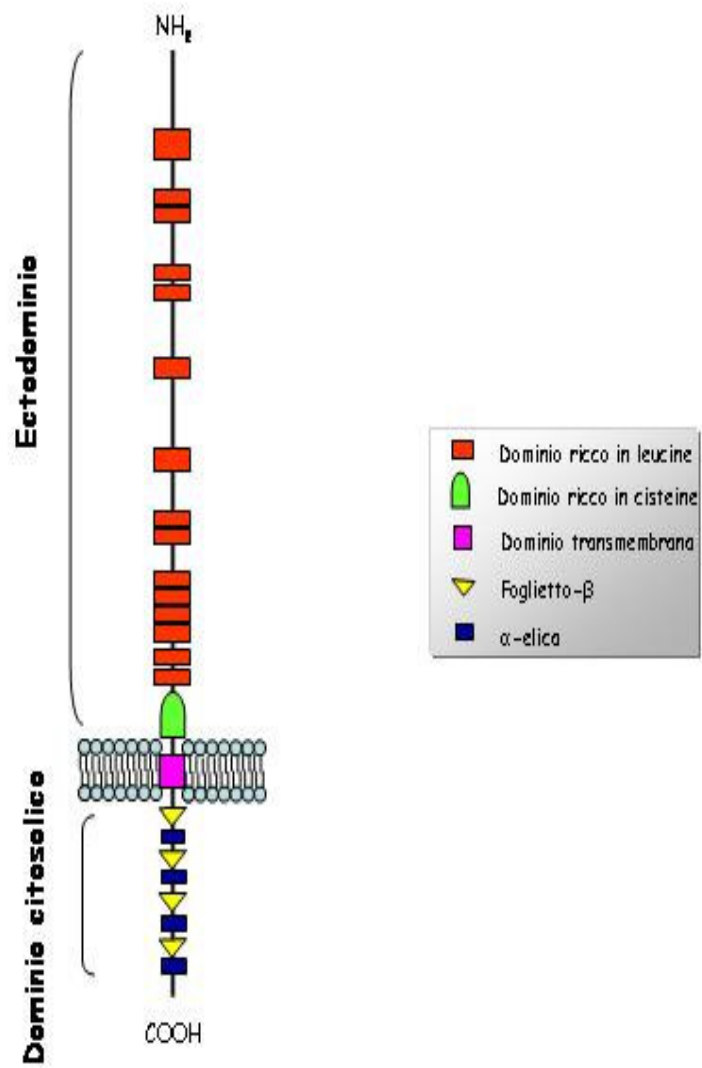 NH₂
Ectodominio
Dominio ricco in leucine
Dominio ricco in cisteine
Dominio transmembrana
Foglietto-β
α-elica
Dominio citosolico
COOH